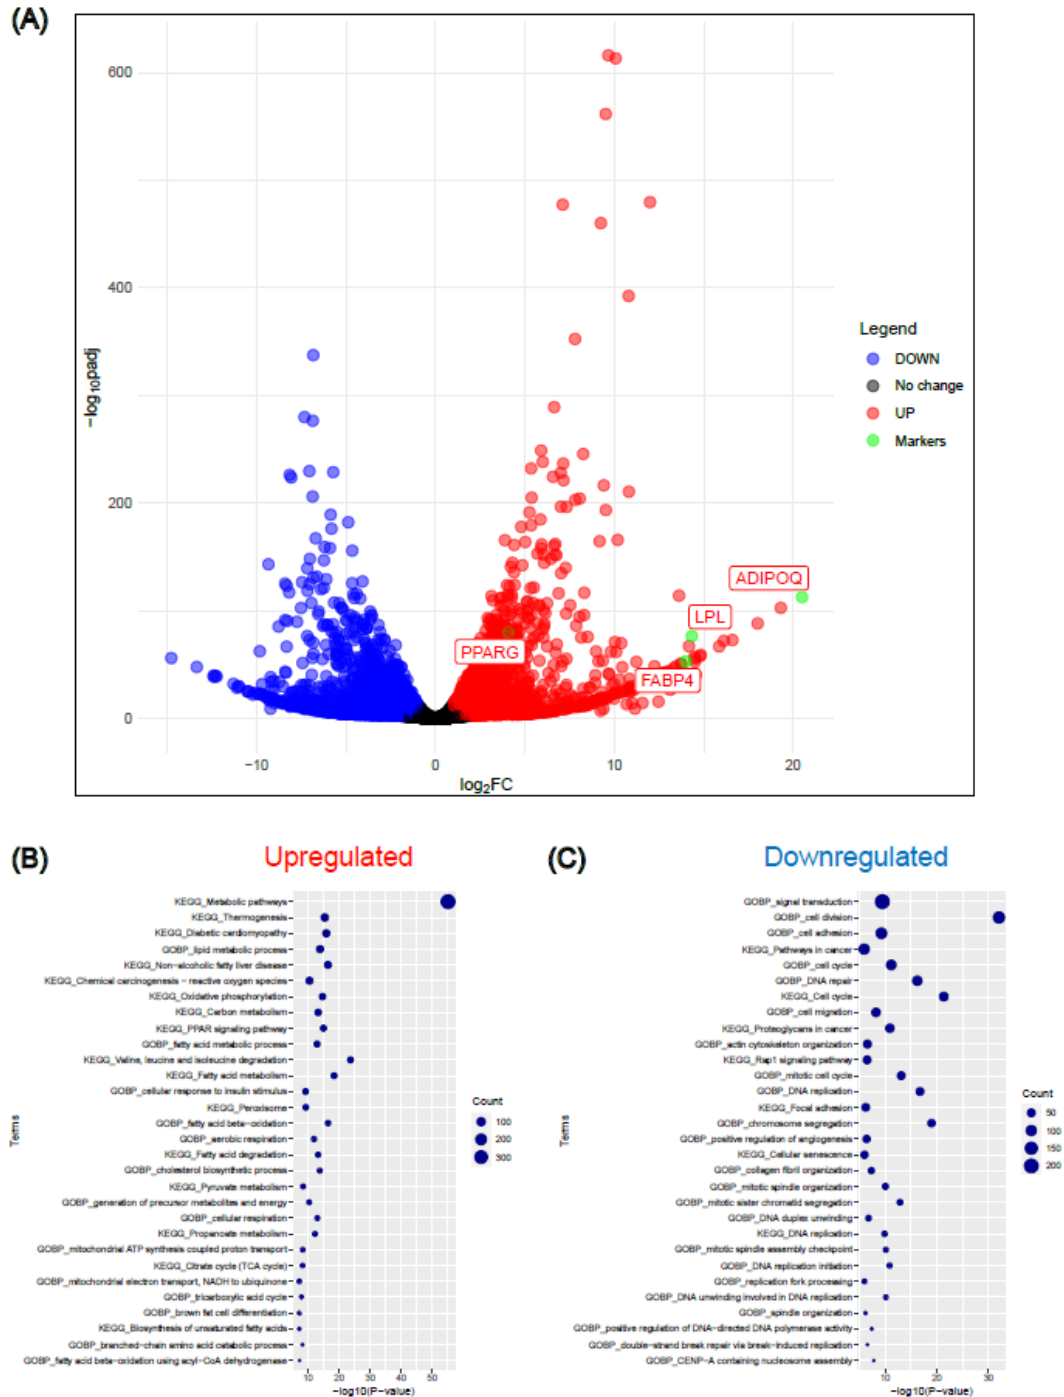 (A)
600
400
200
0
−log10padj
−10
0
10
20
log2FC
ADIPOQ
LPL
PPARG
FABP4
Legend
DOWN
No change
UP
Markers
(B)
Upregulated
KEGG_Metabolic pathways
KEGG_Thermogenesis
KEGG_Diabetic cardiomyopathy
GOBP_lipid metabolic process
KEGG_Non−alcoholic fatty liver disease
KEGG_Chemical carcinogenesis − reactive oxygen species
KEGG_Oxidative phosphorylation
KEGG_Carbon metabolism
KEGG_PPAR signaling pathway
GOBP_fatty acid metabolic process
KEGG_Valine, leucine and isoleucine degradation
KEGG_Fatty acid metabolism
GOBP_cellular response to insulin stimulus
KEGG_Peroxisome
GOBP_fatty acid beta−oxidation
GOBP_aerobic respiration
KEGG_Fatty acid degradation
GOBP_cholesterol biosynthetic process
KEGG_Pyruvate metabolism
GOBP_generation of precursor metabolites and energy
GOBP_cellular respiration
KEGG_Propanoate metabolism
GOBP_mitochondrial ATP synthesis coupled proton transport
KEGG_Citrate cycle (TCA cycle)
GOBP_mitochondrial electron transport, NADH to ubiquinone
GOBP_tricarboxylic acid cycle
GOBP_brown fat cell differentiation
KEGG_Biosynthesis of unsaturated fatty acids
GOBP_branched−chain amino acid catabolic process
GOBP_fatty acid beta−oxidation using acyl−CoA dehydrogenase
Terms
10 20 30 40 50
−log10(P−value)
Count
100
200
300
(C)
Downregulated
GOBP_signal transduction
GOBP_cell division
GOBP_cell adhesion
KEGG_Pathways in cancer
GOBP_cell cycle
GOBP_DNA repair
KEGG_Cell cycle
GOBP_cell migration
KEGG_Proteoglycans in cancer
GOBP_actin cytoskeleton organization
KEGG_Rap1 signaling pathway
GOBP_mitotic cell cycle
GOBP_DNA replication
KEGG_Focal adhesion
GOBP_chromosome segregation
GOBP_positive regulation of angiogenesis
KEGG_Cellular senescence
GOBP_collagen fibril organization
GOBP_mitotic spindle organization
GOBP_mitotic sister chromatid segregation
GOBP_DNA duplex unwinding
KEGG_DNA replication
GOBP_mitotic spindle assembly checkpoint
GOBP_DNA replication initiation
GOBP_replication fork processing
GOBP_DNA unwinding involved in DNA replication
GOBP_spindle organization
GOBP_positive regulation of DNA−directed DNA polymerase activity
GOBP_double−strand break repair via break−induced replication
GOBP_CENP−A containing nucleosome assembly
Terms
10 20 30
−log10(P−value)
Count
50
100
150
200